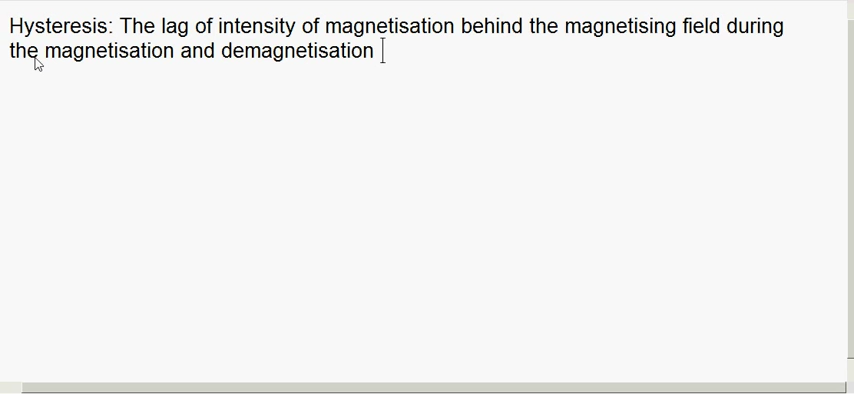 Hysteresis: The lag of intensity of magnetisation behind the magnetising field during
the magnetisation and demagnetisation